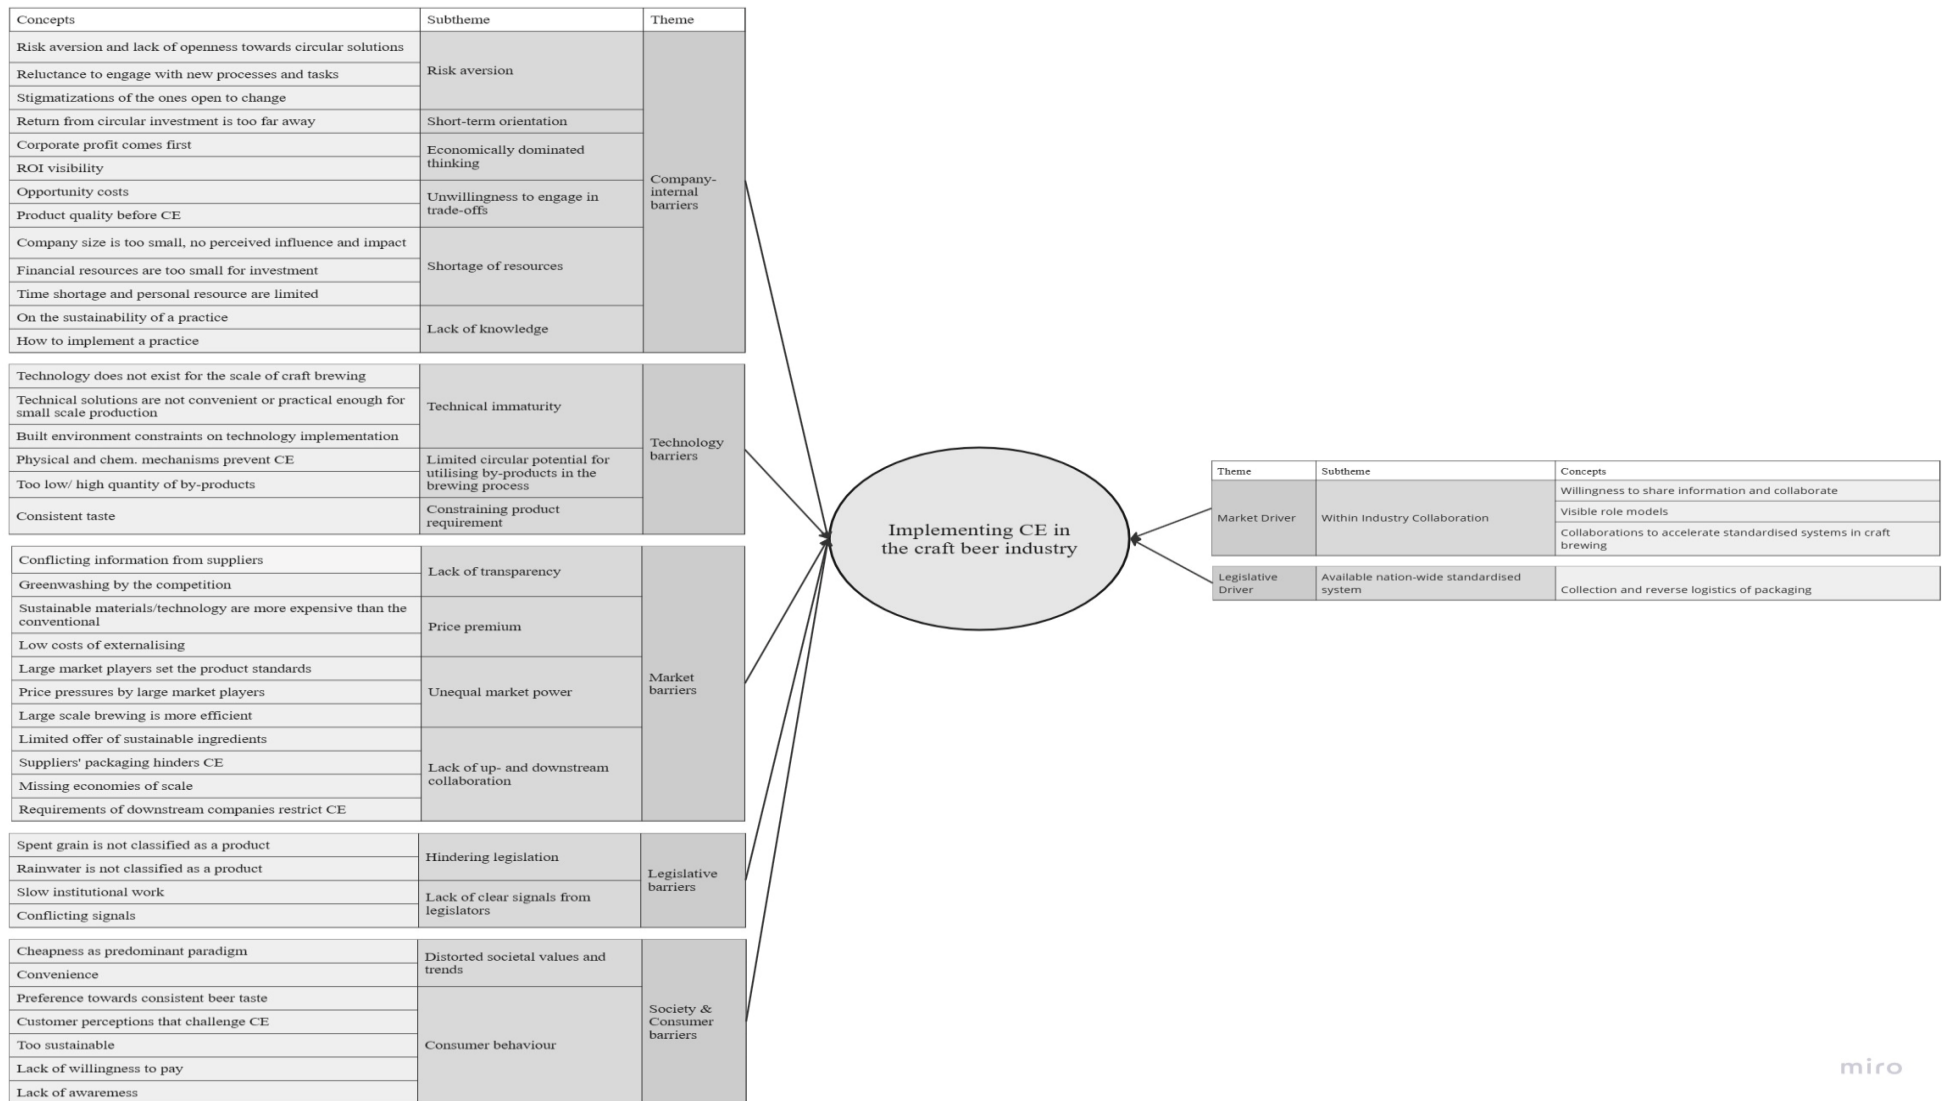 Concepts
Subtheme
Theme
Risk aversion and lack of openness towards circular solutions
Reluctance to engage with new processes and tasks
Stigmatizations of the ones open to change
Risk aversion
Return from circular investment is too far away
Short-term orientation
Corporate profit comes first
ROI visibility
Economically dominated
thinking
Opportunity costs
Product quality before CE
Unwillingness to engage in
trade-offs
Company size is too small, no perceived influence and impact
Financial resources are too small for investment
Time shortage and personal resource are limited
Shortage of resources
On the sustainability of a practice
How to implement a practice
Lack of knowledge
Company-
internal
barriers
Technology does not exist for the scale of craft brewing
Technical solutions are not convenient or practical enough for
small scale production
Built environment constraints on technology implementation
Technical immaturity
Physical and chem. mechanisms prevent CE
Too low/ high quantity of by-products
Limited circular potential for
utilising by-products in the
brewing process
Consistent taste
Constraining product
requirement
Technology
barriers
Conflicting information from suppliers
Greenwashing by the competition
Lack of transparency
Sustainable materials/technology are more expensive than the
conventional
Low costs of externalising
Price premium
Large market players set the product standards
Price pressures by large market players
Large scale brewing is more efficient
Unequal market power
Limited offer of sustainable ingredients
Suppliers' packaging hinders CE
Missing economies of scale
Requirements of downstream companies restrict CE
Lack of up- and downstream
collaboration
Market
barriers
Spent grain is not classified as a product
Rainwater is not classified as a product
Hindering legislation
Slow institutional work
Conflicting signals
Lack of clear signals from
legislators
Legislative
barriers
Cheapness as predominant paradigm
Convenience
Distorted societal values and
trends
Preference towards consistent beer taste
Customer perceptions that challenge CE
Too sustainable
Lack of willingness to pay
Lack of awareness
Consumer behaviour
Society &
Consumer
barriers
Implementing CE in
the craft beer industry
Theme
Subtheme
Concepts
Market Driver
Within Industry Collaboration
Willingness to share information and collaborate
Visible role models
Collaborations to accelerate standardised systems in craft
brewing
Legislative
Driver
Available nation-wide standardised
system
Collection and reverse logistics of packaging
miro